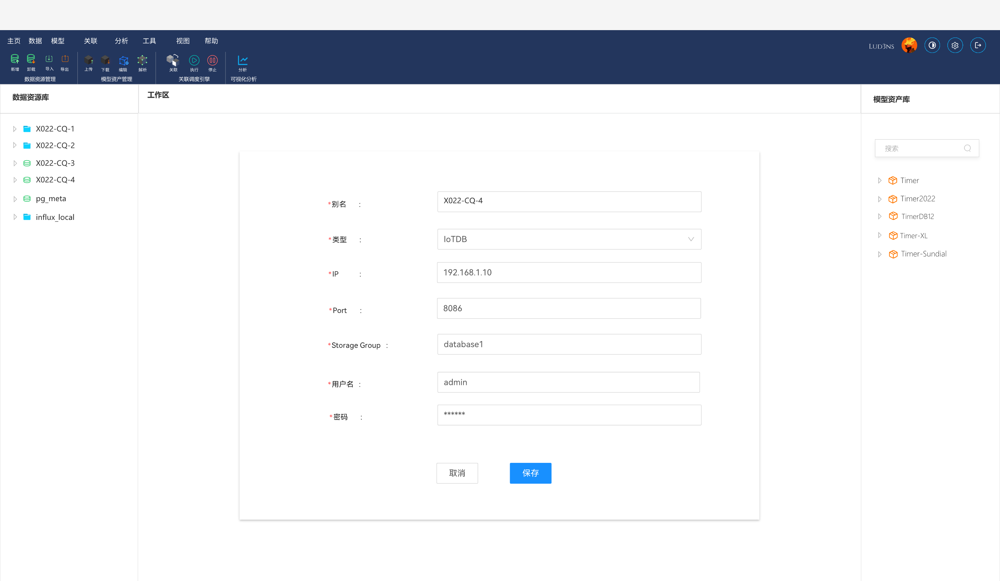 主页 数据 模型 关联 分析 工具 视图 帮助
Lud3ns
新增 卸载 导入 导出 上传 下载 编辑 解析 关联 执行 停止 分析
数据资源管理 模型资产管理 关联调度引擎 可视化分析
数据资源库
X022-CQ-1
X022-CQ-2
X022-CQ-3
X022-CQ-4
pg_meta
influx_local
工作区
*别名 : X022-CQ-4
*类型 : IoTDB
*IP : 192.168.1.10
*Port : 8086
*Storage Group : database1
*用户名 : admin
*密码 : ******
取消 保存
模型资产库
搜索
Timer
Timer2022
TimerDB12
Timer-XL
Timer-Sundial